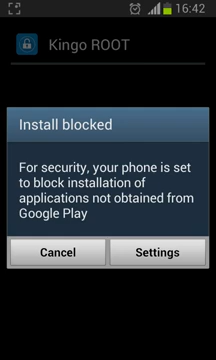 16:42
Kingo ROOT
Install blocked
For security, your phone is set
to block installation of
applications not obtained from
Google Play
Cancel
Settings